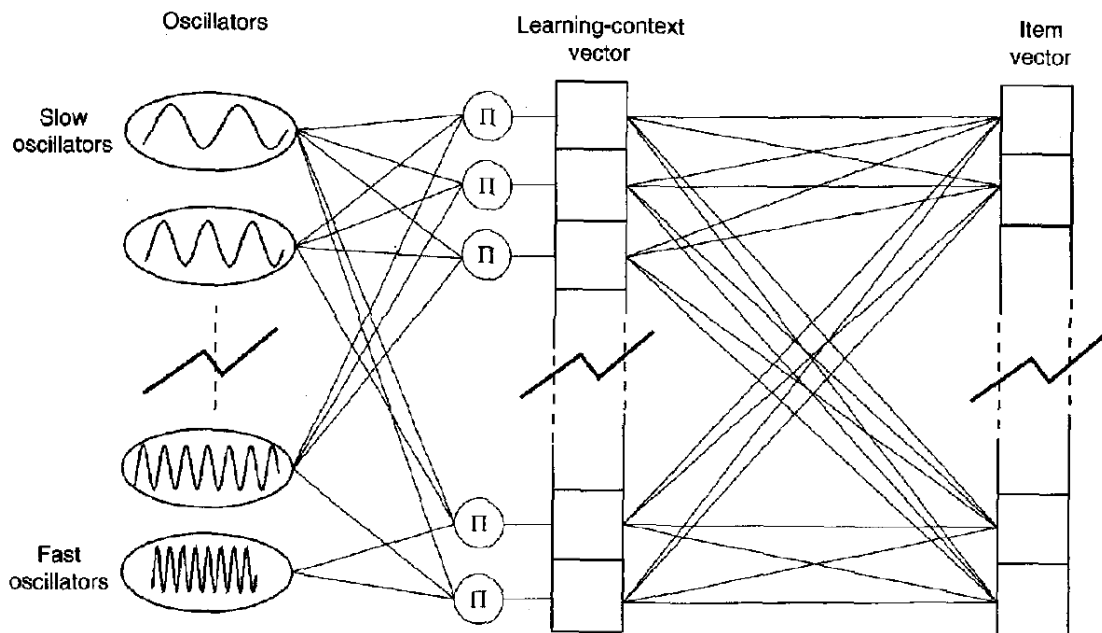 Oscillators
Learning-context
vector
Item
vector
Slow
oscillators
Π
Π
Π
Π
Fast
oscillators
Π